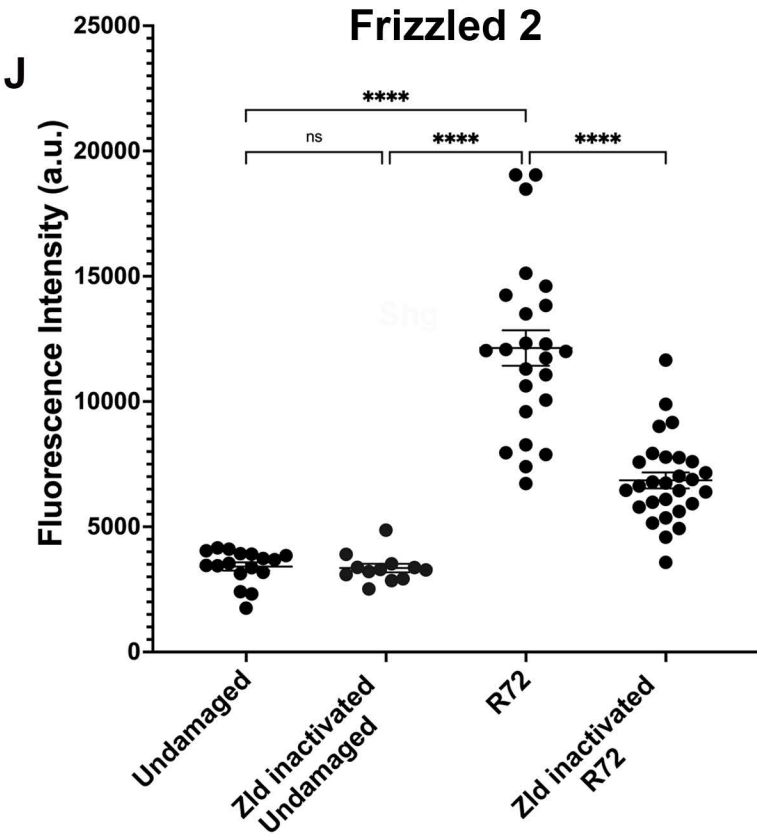 Frizzled 2
J
Fluorescence Intensity (a.u.)
25000
20000
15000
10000
5000
0
****
ns
****
****
Shg
Undamaged
Zld inactivated
Undamaged
R72
Zld inactivated
R72